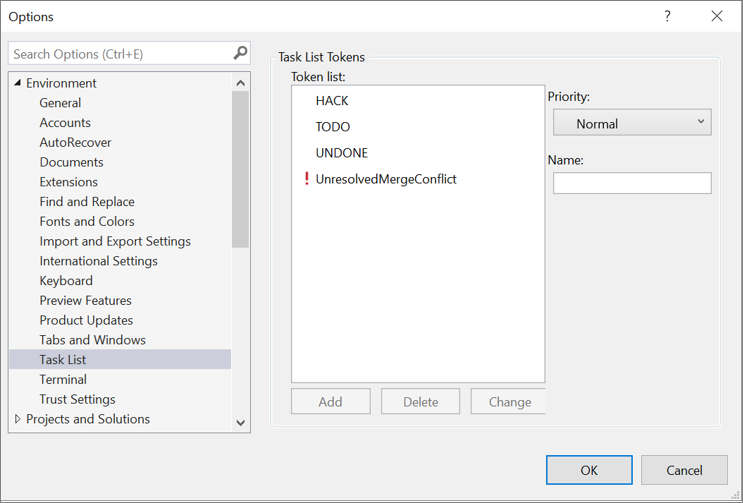 Options
?
Search Options (Ctrl+E)
Environment
General
Accounts
AutoRecover
Documents
Extensions
Find and Replace
Fonts and Colors
Import and Export Settings
International Settings
Keyboard
Preview Features
Product Updates
Tabs and Windows
Task List
Terminal
Trust Settings
Projects and Solutions
Task List Tokens
Token list:
HACK
TODO
UNDONE
! UnresolvedMergeConflict
Add
Delete
Change
Priority:
Normal
Name:
OK
Cancel